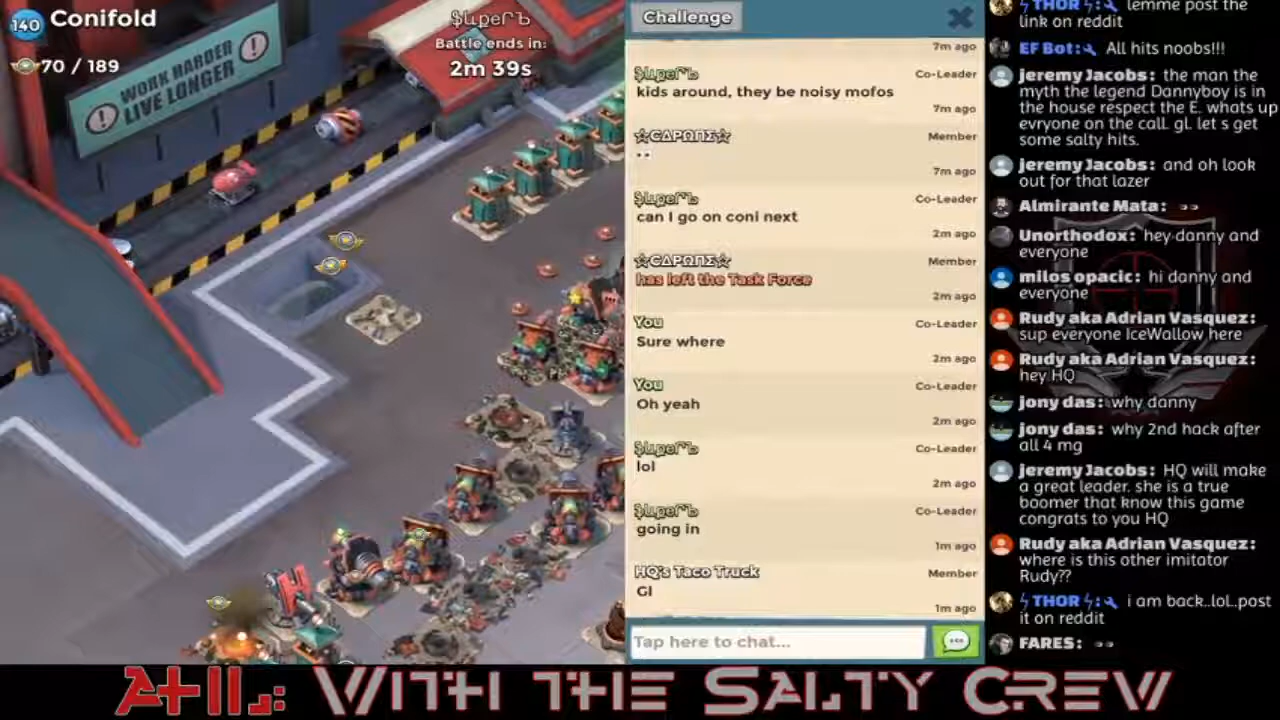 140 Conifold
70 / 189
WORK HARDER
LIVE LONGER
Battle ends in:
2m 39s
Challenge
7m ago
Co-Leader
kids around, they be noisy mofos
7m ago
Member
7m ago
Co-Leader
can I go on coni next
2m ago
Member
has left the Task Force
2m ago
You
Co-Leader
Sure where
2m ago
You
Co-Leader
Oh yeah
2m ago
Co-Leader
lol
2m ago
Co-Leader
going in
1m ago
HQ's Taco Truck
Member
Gl
1m ago
Tap here to chat...
ϟ THOR ϟ: lemme post the
link on reddit
EF Bot: All hits noobs!!!
jeremy Jacobs: the man the
myth the legend Dannyboy is in
the house respect the E. whats up
evryone on the call. gl. let s get
some salty hits.
jeremy Jacobs: and oh look
out for that lazer
Almirante Mata:
Unorthodox: hey danny and
everyone
milos opacic: hi danny and
everyone
Rudy aka Adrian Vasquez:
sup everyone IceWallow here
Rudy aka Adrian Vasquez:
hey HQ
jony das: why danny
jony das: why 2nd hack after
all 4 mg
jeremy Jacobs: HQ will make
a great leader. she is a true
boomer that know this game
congrats to you HQ
Rudy aka Adrian Vasquez:
where is this other imitator
Rudy??
ϟ THOR ϟ: i am back..lol..post
it on reddit
FARES:
With the Salty Crew